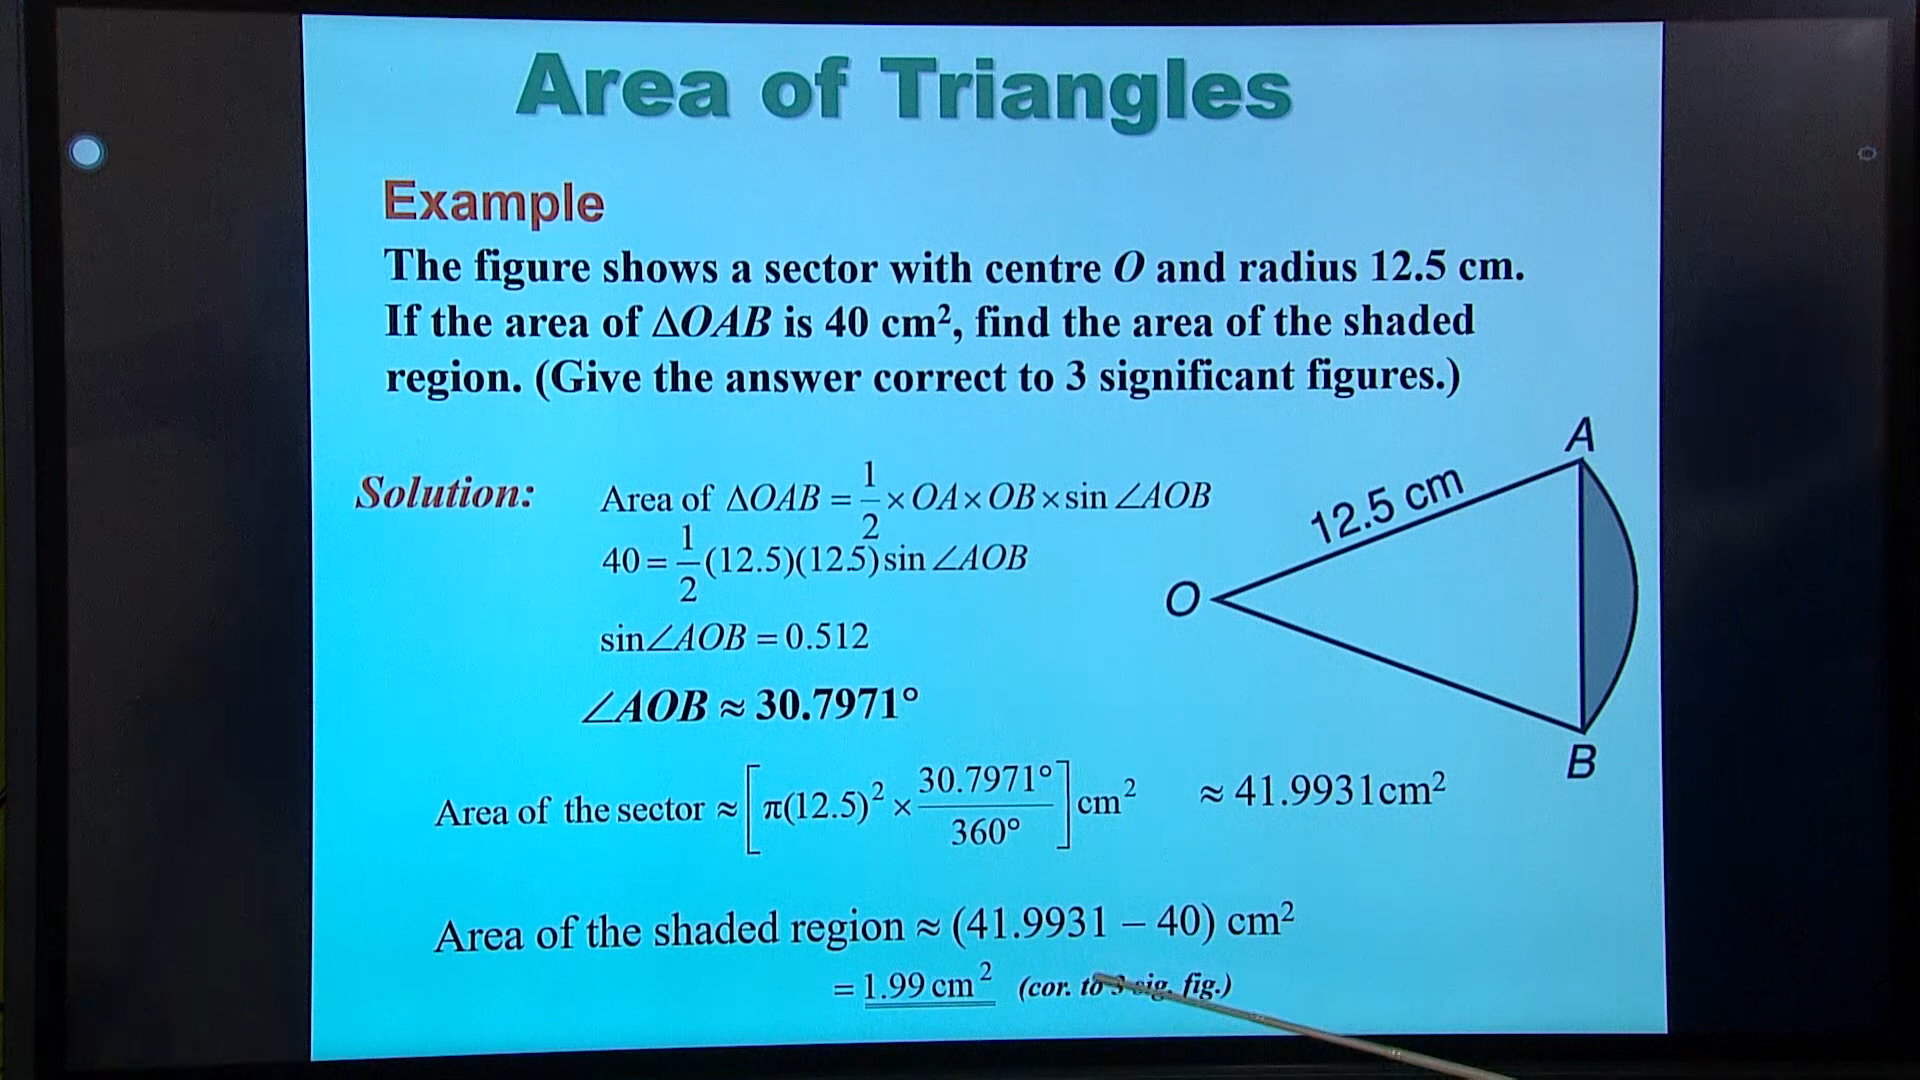 Area of Triangles
Example
The figure shows a sector with centre O and radius 12.5 cm.
If the area of ΔOAB is 40 cm², find the area of the shaded
region. (Give the answer correct to 3 significant figures.)
Solution:
Area of ΔOAB = 1/2 × OA × OB × sin ∠AOB
40 = 1/2 (12.5)(12.5) sin ∠AOB
sin∠AOB = 0.512
∠AOB ≈ 30.7971°
A
12.5 cm
O
B
Area of the sector ≈ [π(12.5)² × 30.7971°/360°] cm² ≈ 41.9931cm²
Area of the shaded region ≈ (41.9931 – 40) cm²
= 1.99 cm² (cor. to 3 sig. fig.)